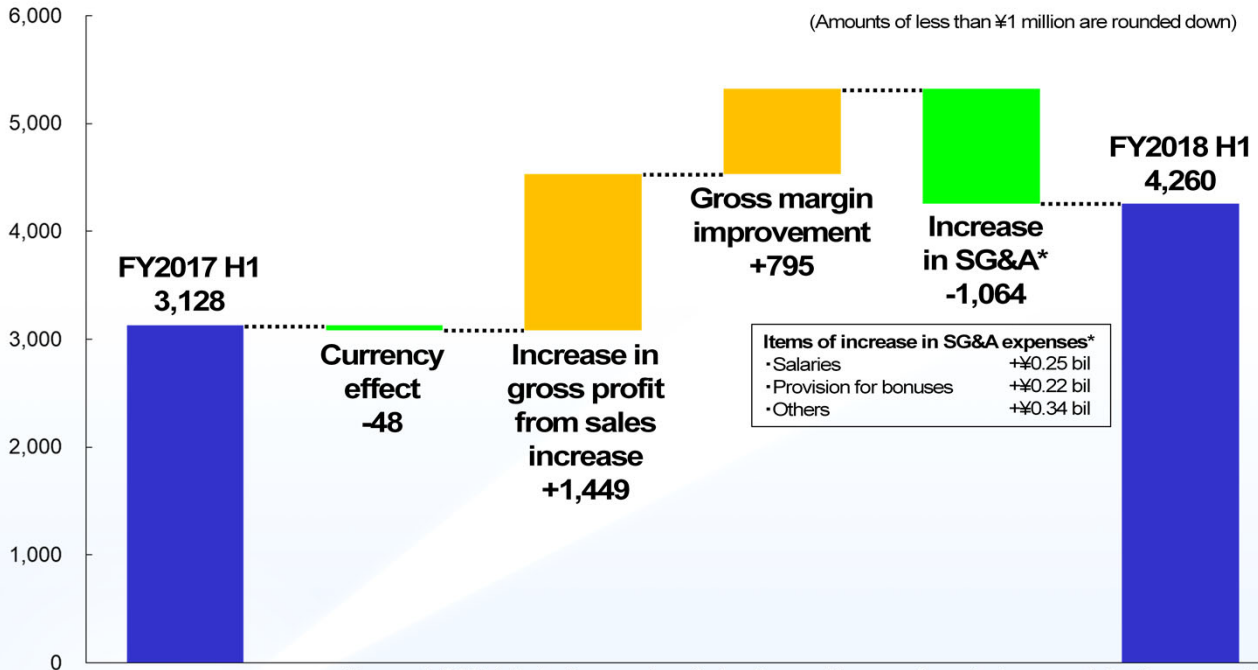 6,000
(Amounts of less than ¥1 million are rounded down)
5,000
4,000
3,000
2,000
1,000
0
FY2017 H1
3,128
Currency
effect
-48
Increase in
gross profit
from sales
increase
+1,449
Gross margin
improvement
+795
Increase
in SG&A*
-1,064
FY2018 H1
4,260
Items of increase in SG&A expenses*
・Salaries +¥0.25 bil
・Provision for bonuses +¥0.22 bil
・Others +¥0.34 bil